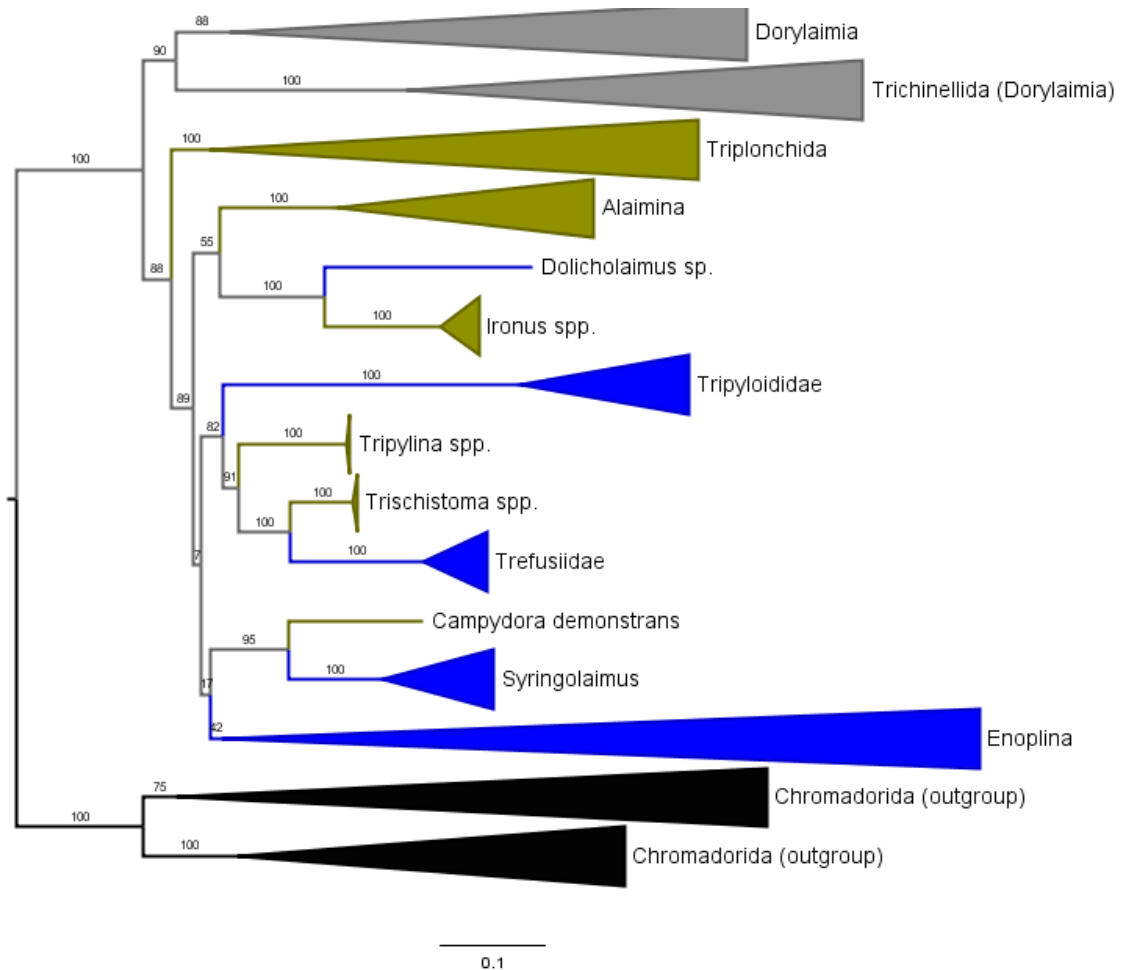 88
Dorylaimia
90
100
Trichinellida (Dorylaimia)
100
Triplonchida
100
100
Alaimina
55
Dolicholaimus sp.
100
88
100
Ironus spp.
100
Tripyloididae
89
82
100
Tripylina spp.
91
100
Trischistoma spp.
100
100
Trefusiidae
7
Campydora demonstrans
95
100
Syringolaimus
17
42
Enoplina
75
Chromadorida (outgroup)
100
100
Chromadorida (outgroup)
0.1